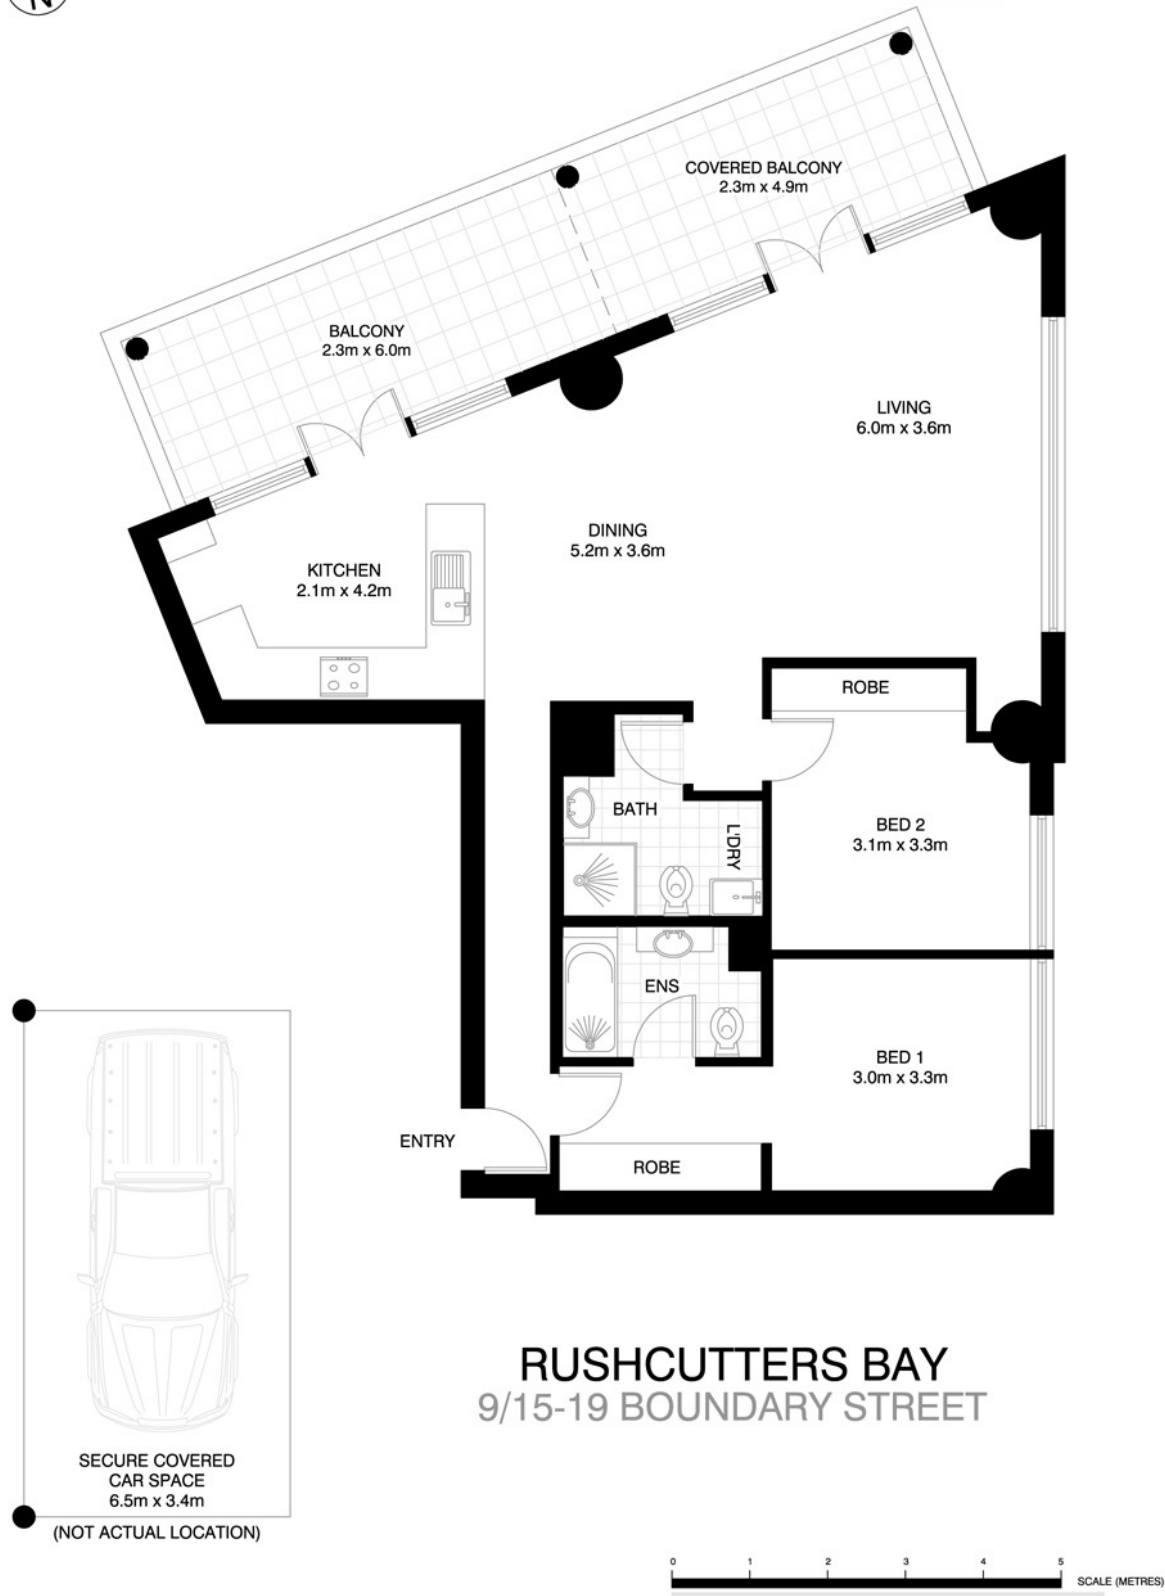 N
COVERED BALCONY
2.3m x 4.9m
BALCONY
2.3m x 6.0m
LIVING
6.0m x 3.6m
DINING
5.2m x 3.6m
KITCHEN
2.1m x 4.2m
ROBE
BATH
L'DRY
BED 2
3.1m x 3.3m
ENS
BED 1
3.0m x 3.3m
ENTRY
ROBE
RUSHCUTTERS BAY
9/15-19 BOUNDARY STREET
SECURE COVERED
CAR SPACE
6.5m x 3.4m
(NOT ACTUAL LOCATION)
0 1 2 3 4 5
SCALE (METRES)